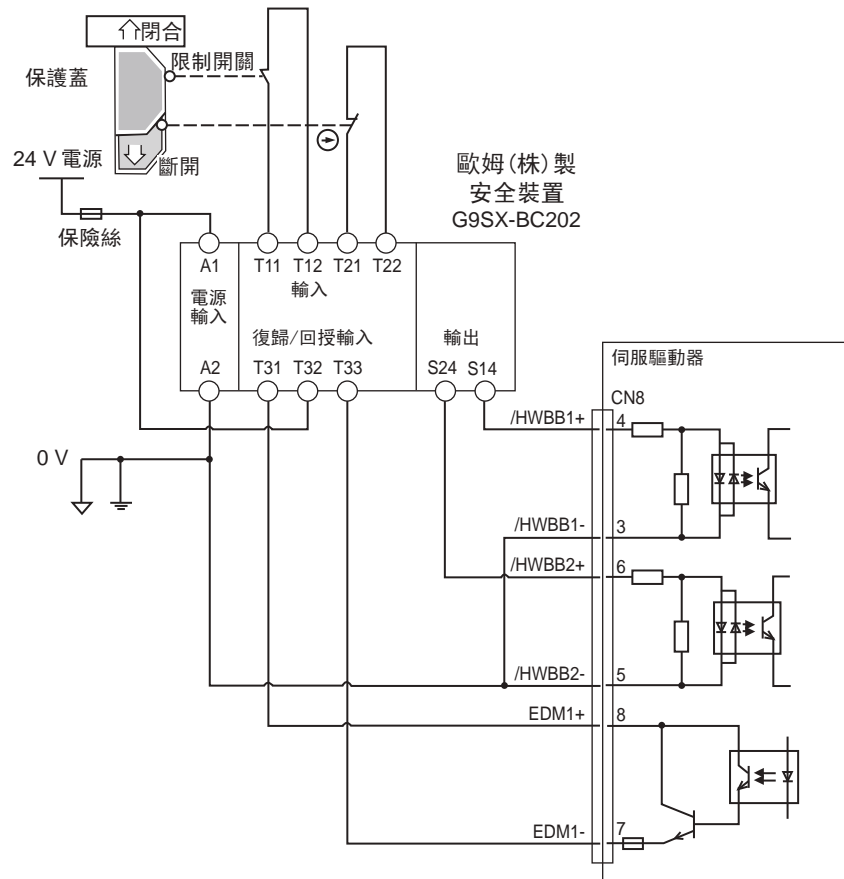 閉合
限制開關
保護蓋
24 V 電源
斷開
保險絲
歐姆(株)製
安全裝置
G9SX-BC202
A1
T11
T12
T21
T22
電源
輸入
輸入
復歸/回授輸入
輸出
A2
T31
T32
T33
S24
S14
伺服驅動器
CN8
/HWBB1+
4
0 V
/HWBB1-
3
/HWBB2+
6
/HWBB2-
5
EDM1+
8
EDM1-
7